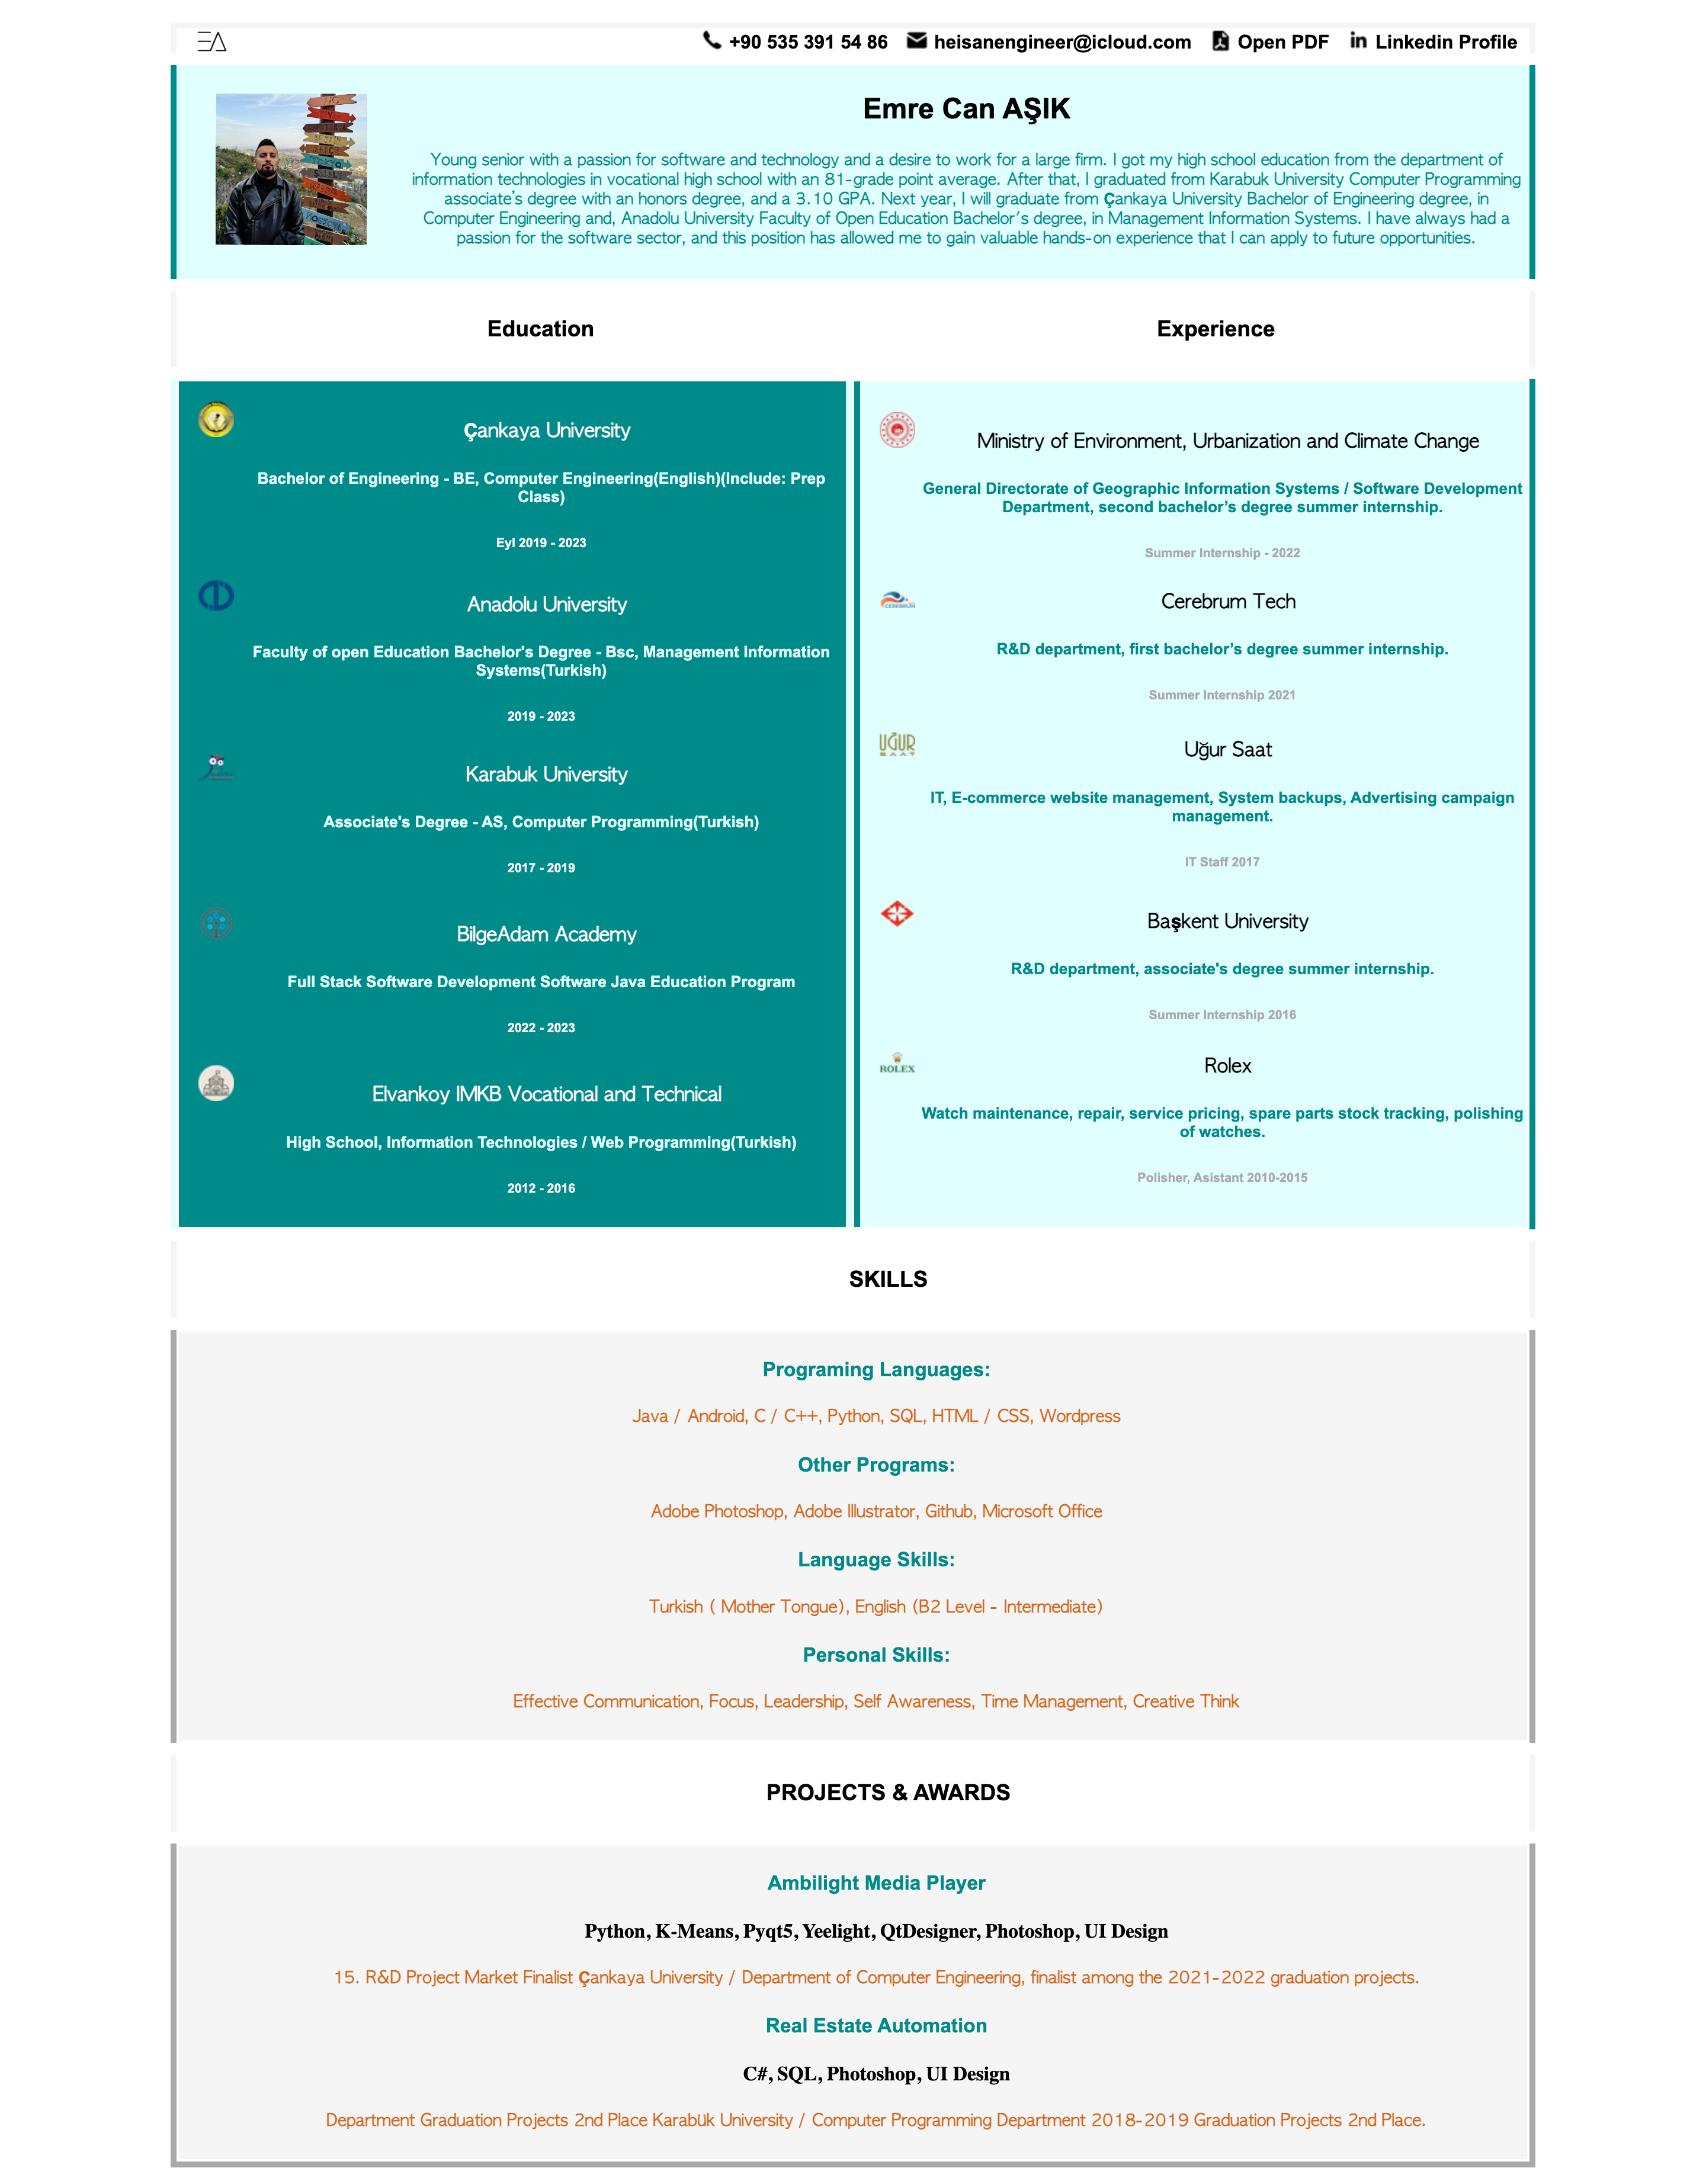 EA
+90 535 391 54 86 heisanengineer@icloud.com Open PDF in Linkedin Profile
Emre Can AŞIK
Young senior with a passion for software and technology and a desire to work for a large firm. I got my high school education from the department of
information technologies in vocational high school with an 81-grade point average. After that, I graduated from Karabuk University Computer Programming
associate's degree with an honors degree, and a 3.10 GPA. Next year, I will graduate from Çankaya University Bachelor of Engineering degree, in
Computer Engineering and, Anadolu University Faculty of Open Education Bachelor's degree, in Management Information Systems. I have always had a
passion for the software sector, and this position has allowed me to gain valuable hands-on experience that I can apply to future opportunities.
Education
Çankaya University
Bachelor of Engineering - BE, Computer Engineering(English)(Include: Prep
Class)
Eyl 2019 - 2023
Anadolu University
Faculty of open Education Bachelor's Degree - Bsc, Management Information
Systems(Turkish)
2019 - 2023
Karabuk University
Associate's Degree - AS, Computer Programming(Turkish)
2017 - 2019
BilgeAdam Academy
Full Stack Software Development Software Java Education Program
2022 - 2023
Elvankoy IMKB Vocational and Technical
High School, Information Technologies / Web Programming(Turkish)
2012 - 2016
Experience
Ministry of Environment, Urbanization and Climate Change
General Directorate of Geographic Information Systems / Software Development
Department, second bachelor’s degree summer internship.
Summer Internship - 2022
CEREBRUM
Cerebrum Tech
R&D department, first bachelor’s degree summer internship.
Summer Internship 2021
UĞUR
SAAT
Uğur Saat
IT, E-commerce website management, System backups, Advertising campaign
management.
IT Staff 2017
Başkent University
R&D department, associate's degree summer internship.
Summer Internship 2016
ROLEX
Rolex
Watch maintenance, repair, service pricing, spare parts stock tracking, polishing
of watches.
Polisher, Asistant 2010-2015
SKILLS
Programing Languages:
Java / Android, C / C++, Python, SQL, HTML / CSS, Wordpress
Other Programs:
Adobe Photoshop, Adobe Illustrator, Github, Microsoft Office
Language Skills:
Turkish ( Mother Tongue), English (B2 Level - Intermediate)
Personal Skills:
Effective Communication, Focus, Leadership, Self Awareness, Time Management, Creative Think
PROJECTS & AWARDS
Ambilight Media Player
Python, K-Means, Pyqt5, Yeelight, QtDesigner, Photoshop, UI Design
15. R&D Project Market Finalist Çankaya University / Department of Computer Engineering, finalist among the 2021-2022 graduation projects.
Real Estate Automation
C#, SQL, Photoshop, UI Design
Department Graduation Projects 2nd Place Karabük University / Computer Programming Department 2018-2019 Graduation Projects 2nd Place.